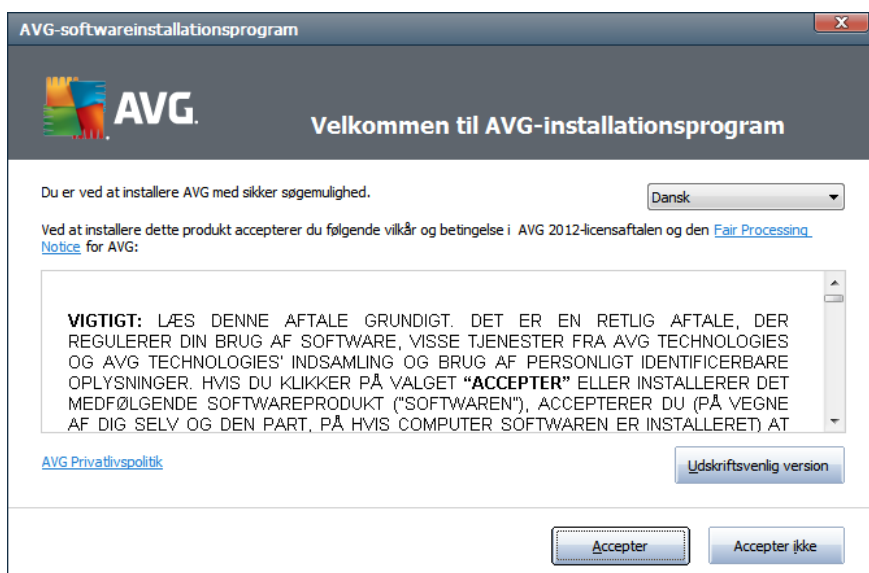 AVG-softwareinstallationsprogram
AVG.
Velkommen til AVG-installationsprogram
Du er ved at installere AVG med sikker søgemulighed.
Dansk
Ved at installere dette produkt accepterer du følgende vilkår og betingelse i AVG 2012-licensaftalen og den Fair Processing
Notice for AVG:
VIGTIGT: LÆS DENNE AFTALE GRUNDIGT. DET ER EN RETLIG AFTALE, DER
REGULERER DIN BRUG AF SOFTWARE, VISSE TJENESTER FRA AVG TECHNOLOGIES
OG AVG TECHNOLOGIES' INDSAMLING OG BRUG AF PERSONLIGT IDENTIFICERBARE
OPLYSNINGER. HVIS DU KLIKKER PÅ VALGET “ACCEPTER” ELLER INSTALLERER DET
MEDFØLGENDE SOFTWAREPRODUKT ("SOFTWAREN"), ACCEPTERER DU (PÅ VEGNE
AF DIG SELV OG DEN PART, PÅ HVIS COMPUTER SOFTWAREN ER INSTALLERET) AT
AVG Privatlivspolitik
Udskriftsvenlig version
Accepter
Accepter ikke